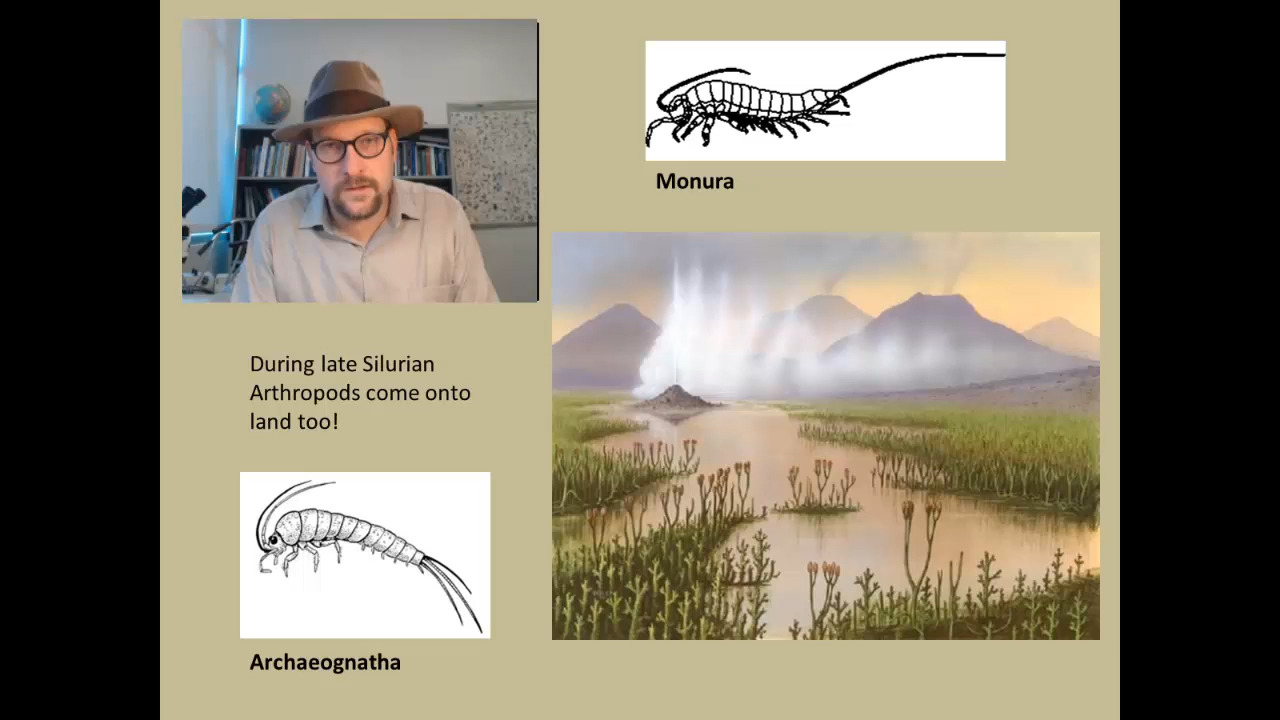 Monura
During late Silurian
Arthropods come onto
land too!
Archaeognatha